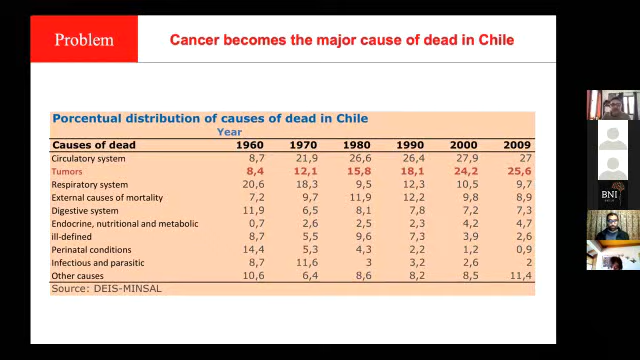 Problem
Cancer becomes the major cause of dead in Chile
Porcentual distribution of causes of dead in Chile
Year
Causes of dead 1960 1970 1980 1990 2000 2009
Circulatory system 8,7 21,9 26,6 26,4 27,9 27
Tumors 8,4 12,1 15,8 18,1 24,2 25,6
Respiratory system 20,6 18,3 9,5 12,3 10,5 9,7
External causes of mortality 7,2 9,7 11,9 12,2 9,8 8,9
Digestive system 11,9 6,5 8,1 7,8 7,2 7,3
Endocrine, nutritional and metabolic 0,7 2,6 2,5 2,3 4,2 4,7
ill-defined 8,7 5,5 9,6 7,3 3,9 2,6
Perinatal conditions 14,4 5,3 4,3 2,2 1,2 0,9
Infectious and parasitic 8,7 11,6 3 3,2 2,6 2
Other causes 10,6 6,4 8,6 8,2 8,5 11,4
Source: DEIS-MINSAL
BNI